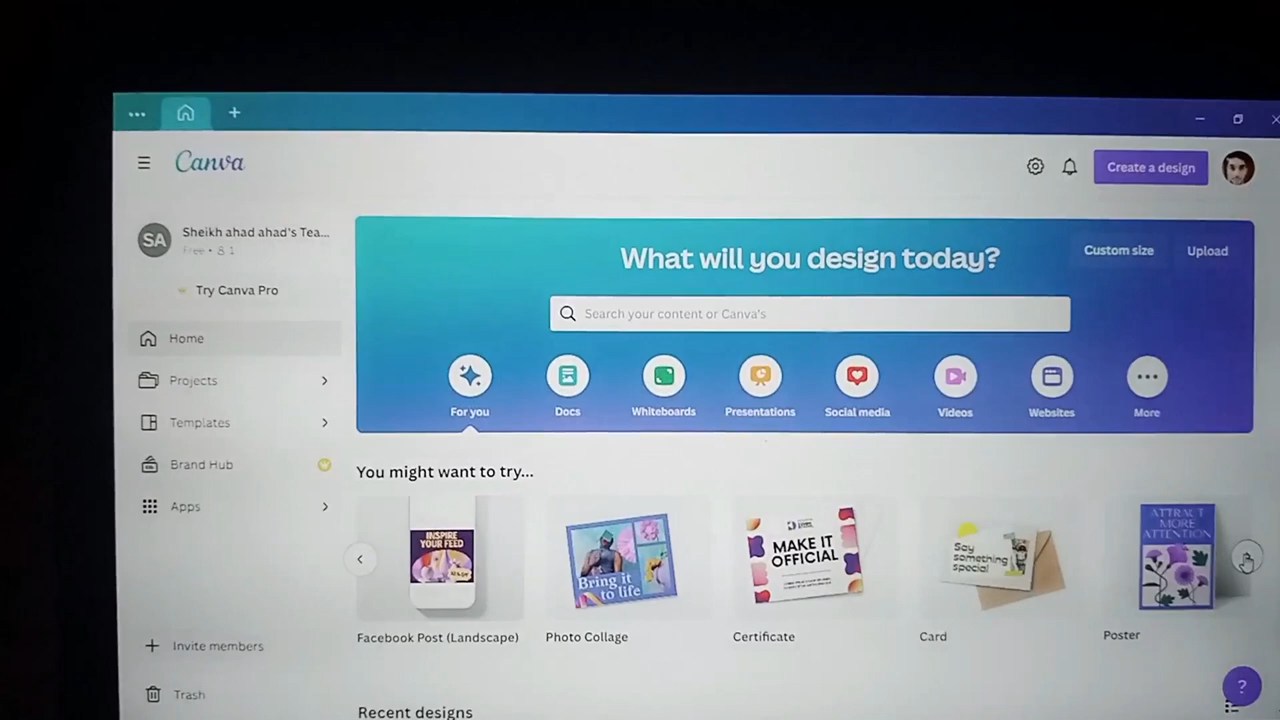 Canva
Create a design
Sheikh ahad ahad's Tea...
Free • 1
Try Canva Pro
Home
Projects
Templates
Brand Hub
Apps
Invite members
Trash
What will you design today?
Custom size
Upload
Search your content or Canva's
For you
Docs
Whiteboards
Presentations
Social media
Videos
Websites
More
You might want to try...
INSPIRE
YOUR FEED
Bring it
to life
MAKE IT
OFFICIAL
Say
something
special
ATTRACT
MORE
ATTENTION
Facebook Post (Landscape)
Photo Collage
Certificate
Card
Poster
?
Recent designs
SA